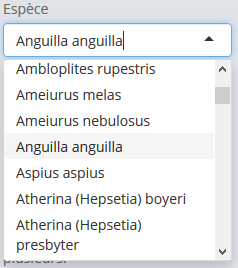 Espèce
Anguilla anguilla
Ambloplites rupestris
Ameiurus melas
Ameiurus nebulosus
Anguilla anguilla
Aspius aspius
Atherina (Hepsetia) boyeri
Atherina (Hepsetia)
presbyter
plusieurs.